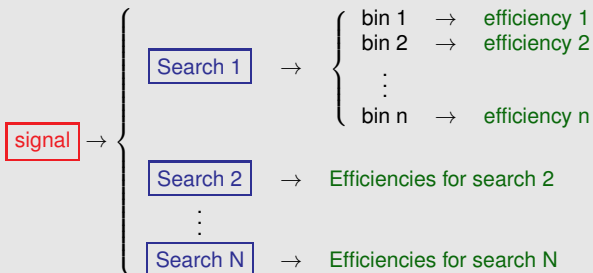 bin 1 → efficiency 1
bin 2 → efficiency 2
Search 1 →
⋮
bin n → efficiency n
signal →
Search 2 → Efficiencies for search 2
⋮
Search N → Efficiencies for search N